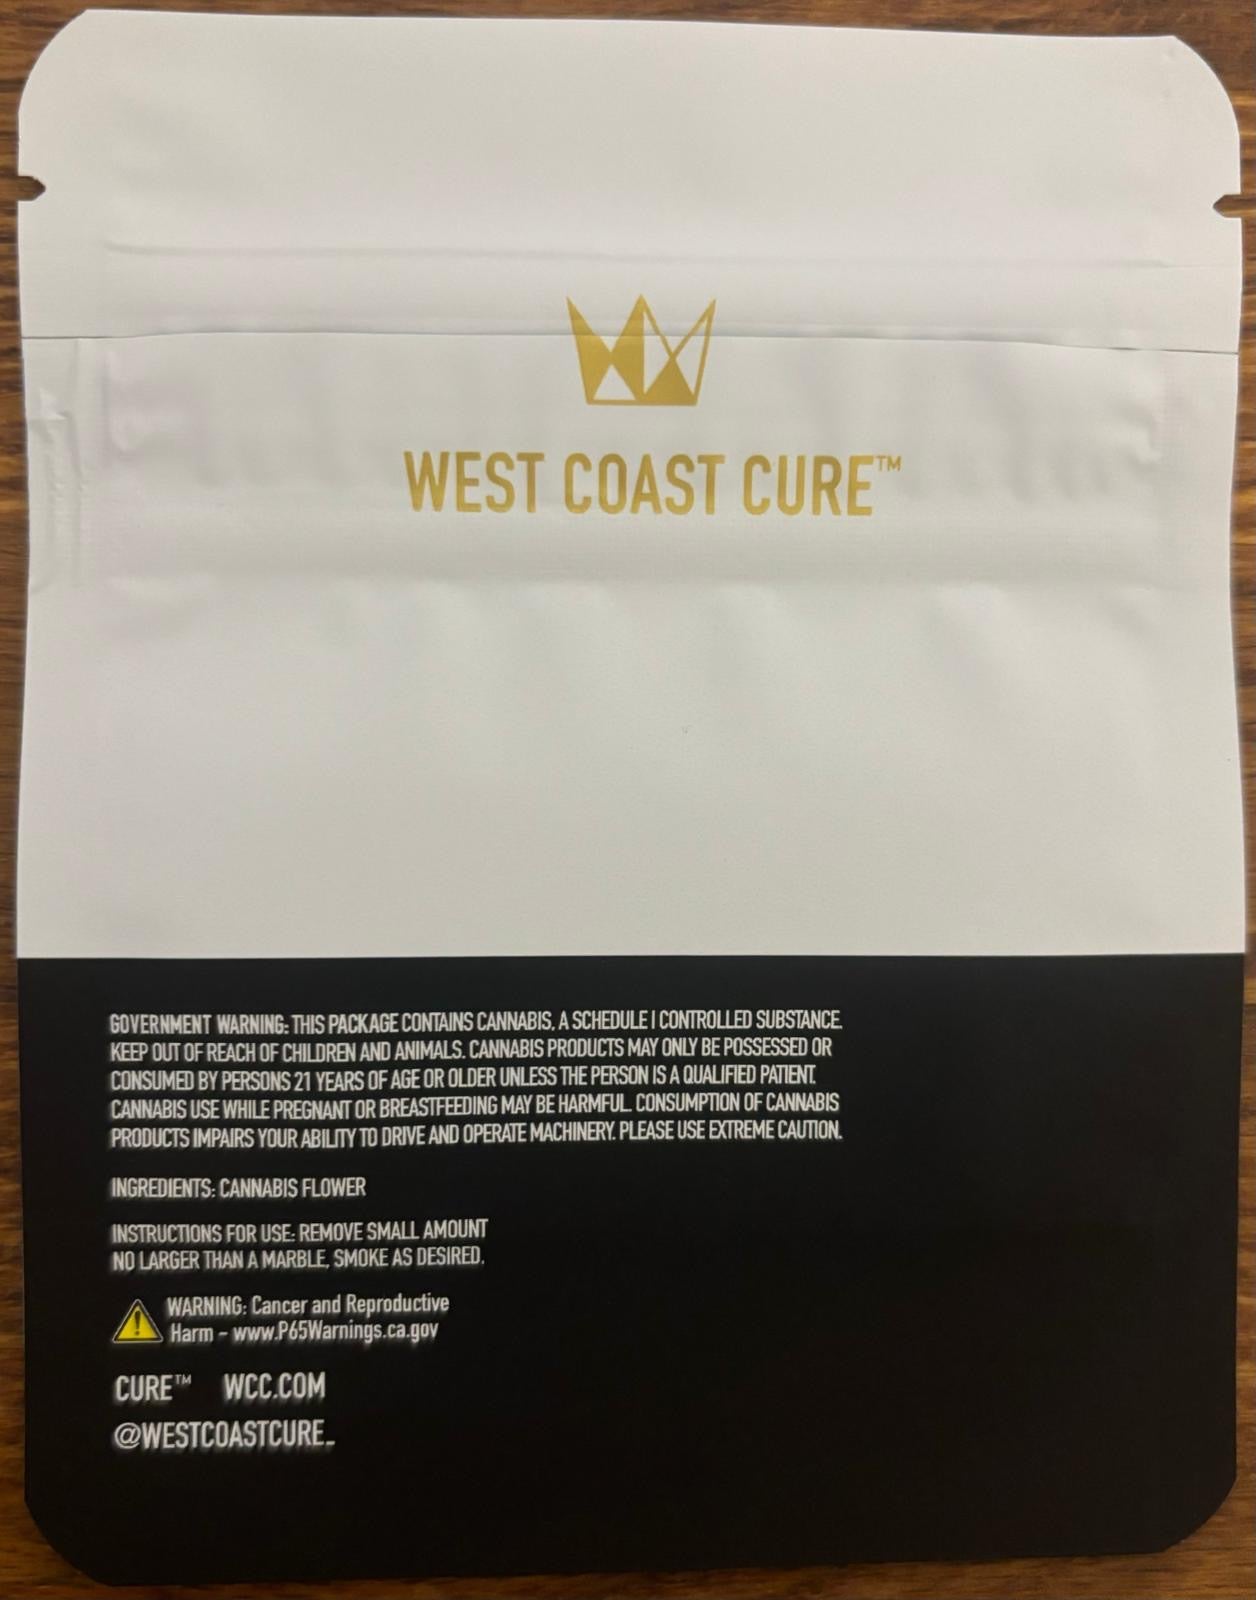 WEST COAST CURE™
GOVERNMENT WARNING: THIS PACKAGE CONTAINS CANNABIS, A SCHEDULE I CONTROLLED SUBSTANCE.
KEEP OUT OF REACH OF CHILDREN AND ANIMALS. CANNABIS PRODUCTS MAY ONLY BE POSSESSED OR
CONSUMED BY PERSONS 21 YEARS OF AGE OR OLDER UNLESS THE PERSON IS A QUALIFIED PATIENT.
CANNABIS USE WHILE PREGNANT OR BREASTFEEDING MAY BE HARMFUL. CONSUMPTION OF CANNABIS
PRODUCTS IMPAIRS YOUR ABILITY TO DRIVE AND OPERATE MACHINERY. PLEASE USE EXTREME CAUTION.
INGREDIENTS: CANNABIS FLOWER
INSTRUCTIONS FOR USE: REMOVE SMALL AMOUNT
NO LARGER THAN A MARBLE, SMOKE AS DESIRED.
WARNING: Cancer and Reproductive
Harm - www.P65Warnings.ca.gov
CURE™ WCC.COM
@WESTCOASTCURE_